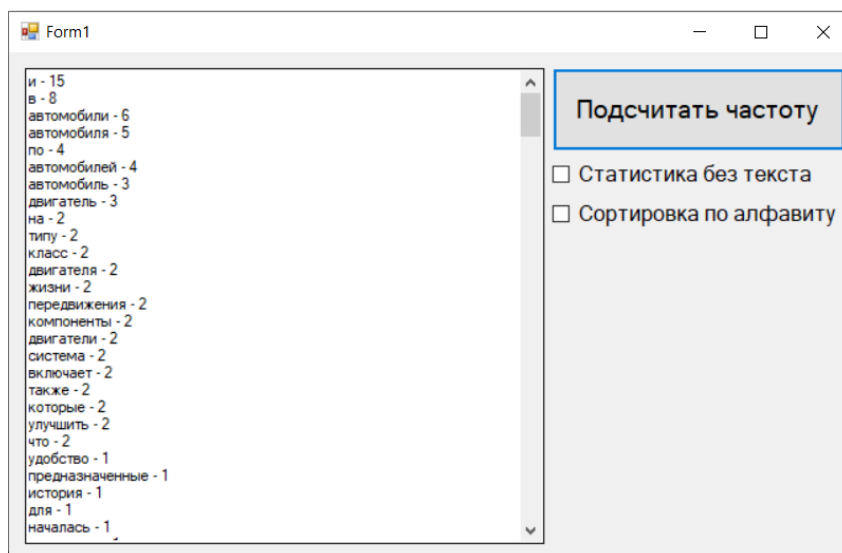 Form1
и - 15
в - 8
автомобили - 6
автомобиля - 5
по - 4
автомобилей - 4
автомобиль - 3
двигатель - 3
на - 2
типу - 2
класс - 2
двигателя - 2
жизни - 2
передвижения - 2
компоненты - 2
двигатели - 2
система - 2
включает - 2
также - 2
которые - 2
улучшить - 2
что - 2
удобство - 1
предназначенные - 1
история - 1
для - 1
началась - 1
Подсчитать частоту
Статистика без текста
Сортировка по алфавиту